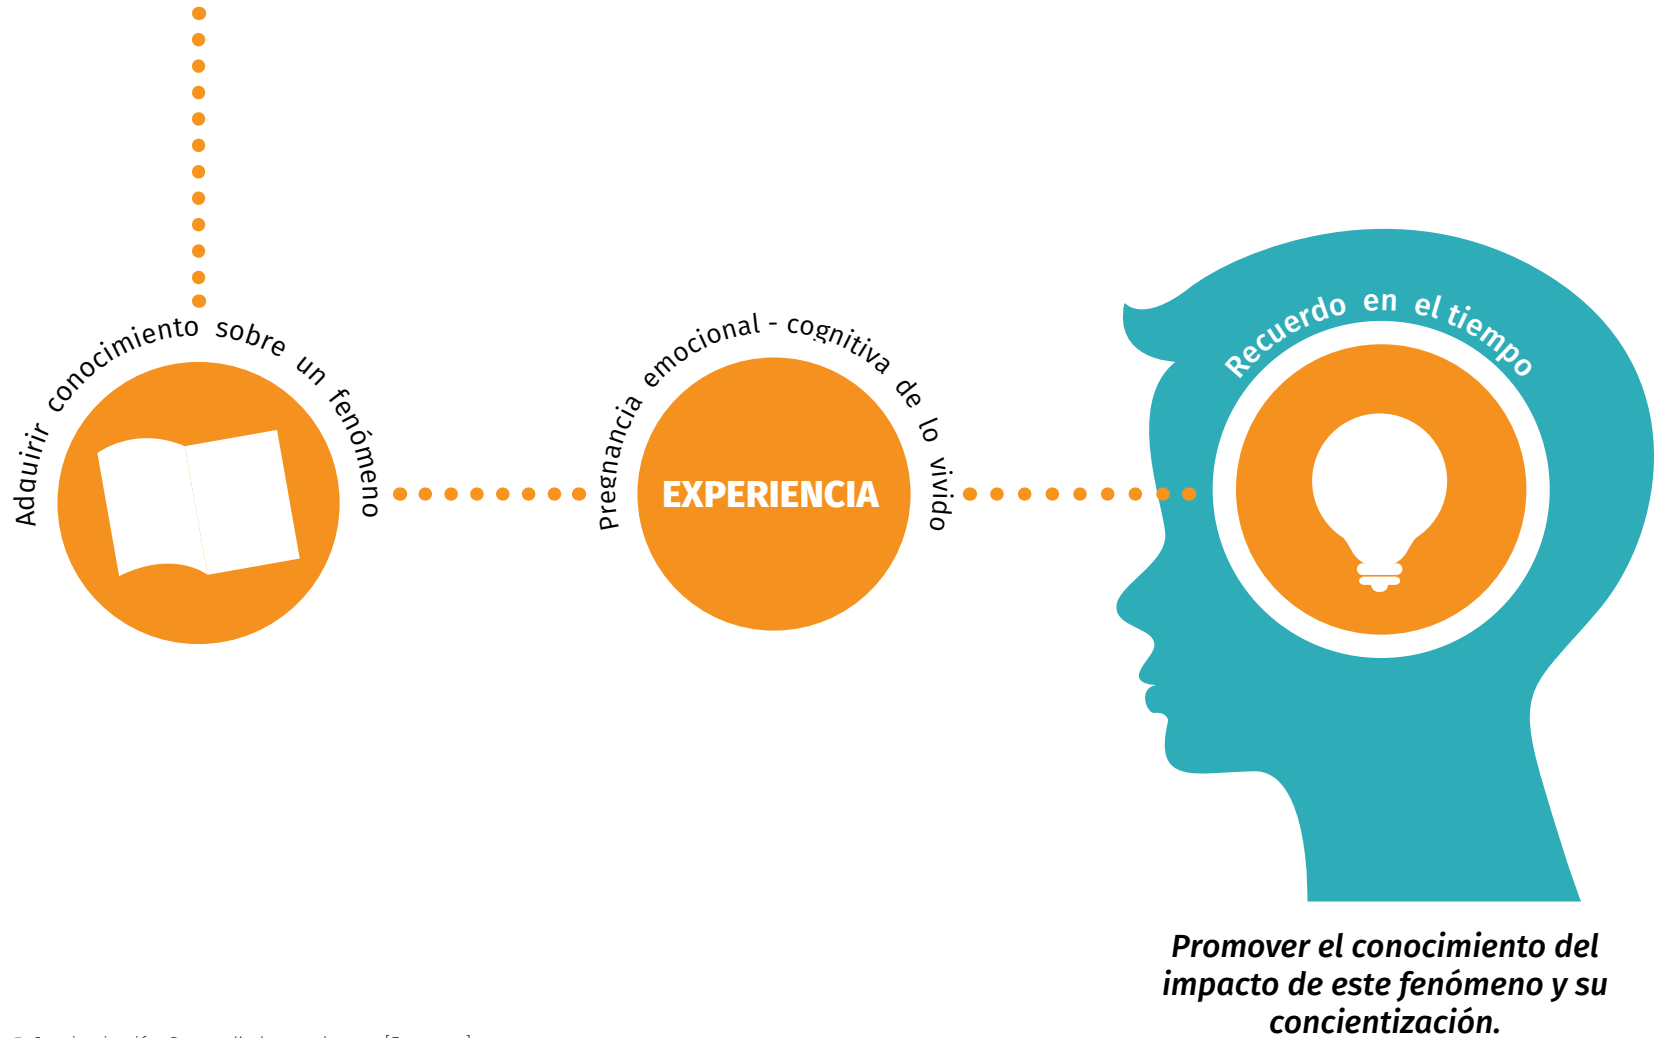 Adquirir conocimiento sobre un fenómeno
Pregnancia emocional - cognitiva de lo vivido
EXPERIENCIA
Recuerdo en el tiempo
Promover el conocimiento del
impacto de este fenómeno y su
concientización.